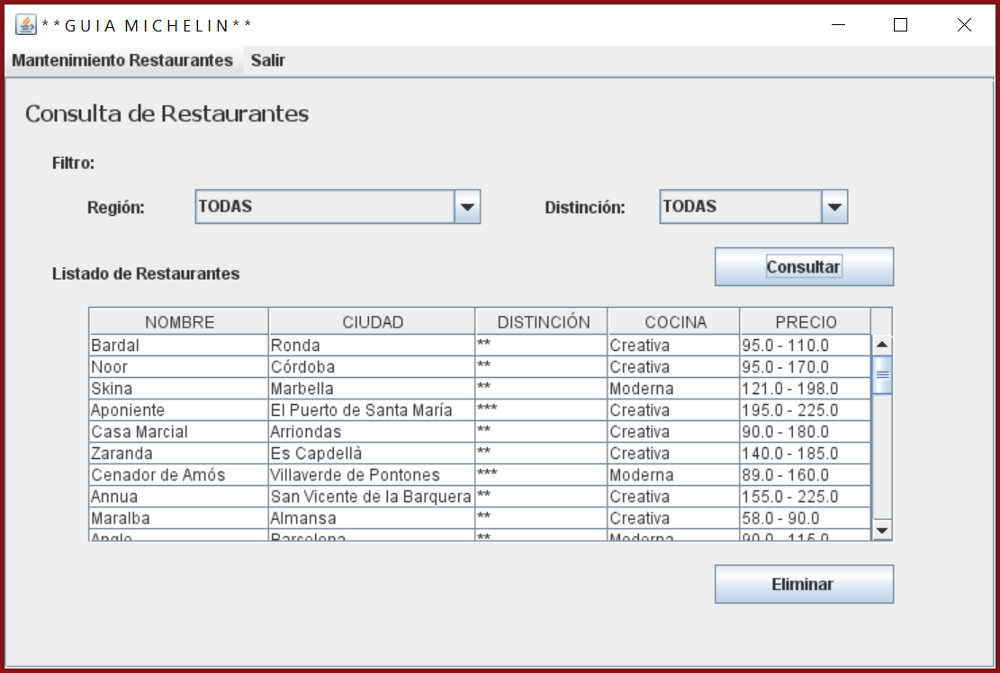 **GUIA MICHELIN**
Mantenimiento Restaurantes Salir
Consulta de Restaurantes
Filtro:
Región: TODAS Distinción: TODAS
Consultar
Listado de Restaurantes
NOMBRE CIUDAD DISTINCIÓN COCINA PRECIO
Bardal Ronda ** Creativa 95.0 - 110.0
Noor Córdoba ** Creativa 95.0 - 170.0
Skina Marbella ** Moderna 121.0 - 198.0
Aponiente El Puerto de Santa María *** Creativa 195.0 - 225.0
Casa Marcial Arriondas ** Creativa 90.0 - 180.0
Zaranda Es Capdellà ** Creativa 140.0 - 185.0
Cenador de Amós Villaverde de Pontones *** Moderna 89.0 - 160.0
Annua San Vicente de la Barquera ** Creativa 155.0 - 225.0
Maralba Almansa ** Creativa 58.0 - 90.0
Angle Barcelona ** Moderna 90.0 - 115.0
Eliminar